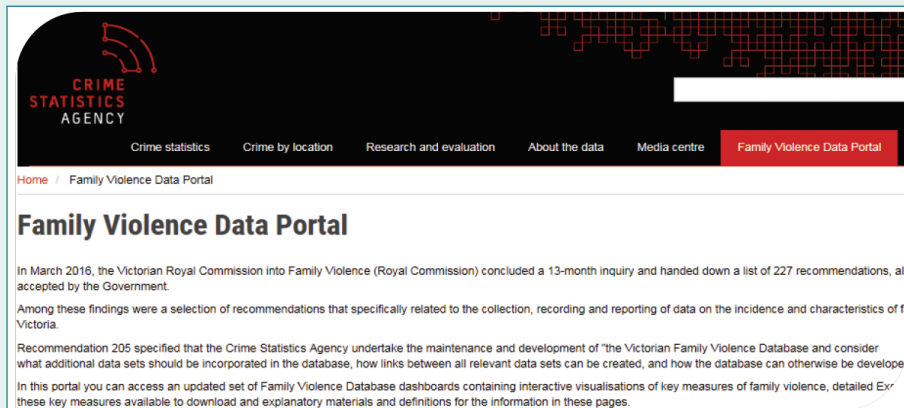 CRIME
STATISTICS
AGENCY
Crime statistics Crime by location Research and evaluation About the data Media centre Family Violence Data Portal
Home / Family Violence Data Portal
Family Violence Data Portal
In March 2016, the Victorian Royal Commission into Family Violence (Royal Commission) concluded a 13-month inquiry and handed down a list of 227 recommendations,
accepted by the Government.
Among these findings were a selection of recommendations that specifically related to the collection, recording and reporting of data on the incidence and characteristics of
Victoria.
Recommendation 205 specified that the Crime Statistics Agency undertake the maintenance and development of "the Victorian Family Violence Database and consider
what additional data sets should be incorporated in the database, how links between all relevant data sets can be created, and how the database can otherwise be
In this portal you can access an updated set of Family Violence Database dashboards containing interactive visualisations of key measures of family violence, detailed
these key measures available to download and explanatory materials and definitions for the information in these pages.